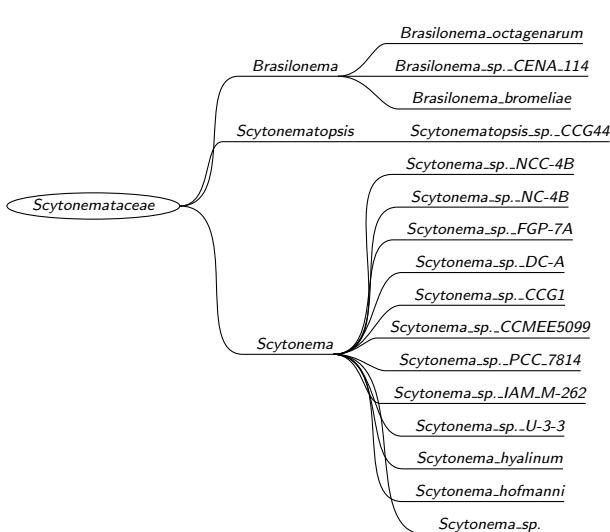 Brasilonema_octagenarum
Brasilonema
Brasilonema_sp._CENA_114
Brasilonema_bromeliae
Scytonematopsis
Scytonematopsis_sp._CCG44
Scytonema_sp._NCC-4B
Scytonema_sp._NC-4B
Scytonemataceae
Scytonema_sp._FGP-7A
Scytonema_sp._DC-A
Scytonema_sp._CCG1
Scytonema_sp._CCMEE5099
Scytonema
Scytonema_sp._PCC_7814
Scytonema_sp._IAM_M-262
Scytonema_sp._U-3-3
Scytonema_hyalinum
Scytonema_hofmanni
Scytonema_sp.